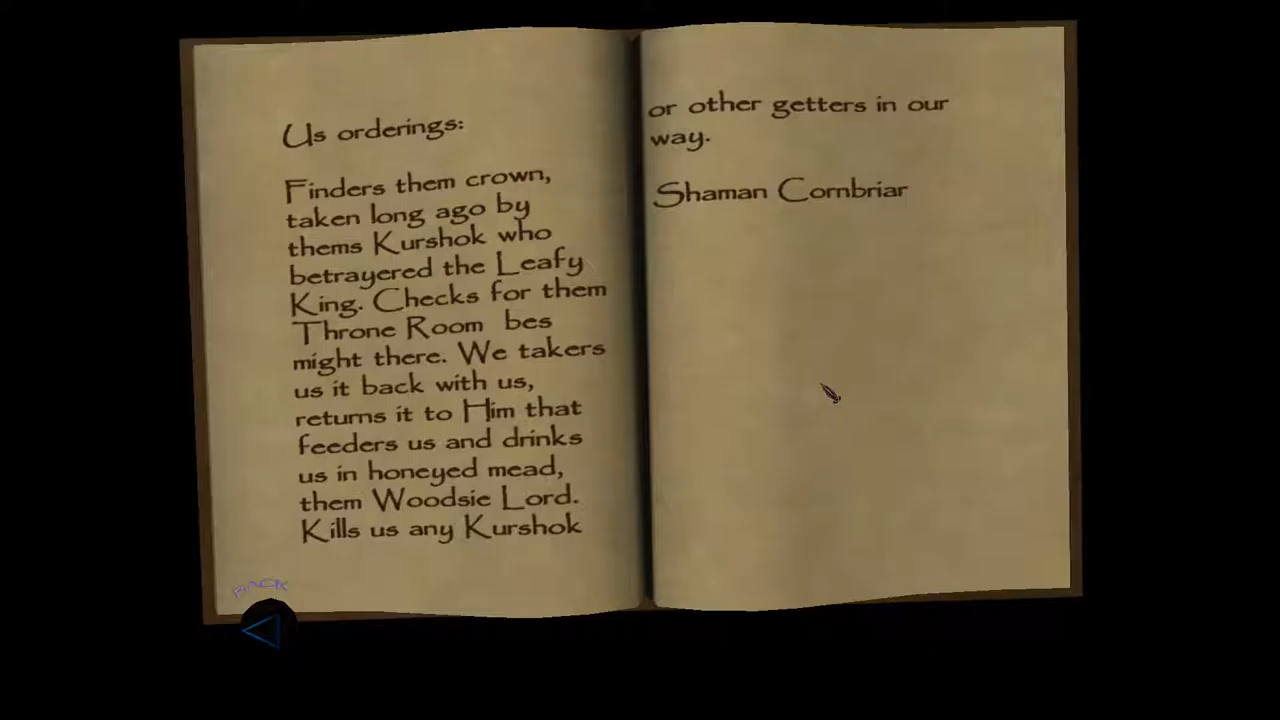 Us orderings:
Finders them crown,
taken long ago by
thems Kurshok who
betrayered the Leafy
King. Checks for them
Throne Room bes
might there. We takers
us it back with us,
returns it to Him that
feeders us and drinks
us in honeyed mead,
them Woodsie Lord.
Kills us any Kurshok
or other getters in our
way.
Shaman Cornbriar
BACK